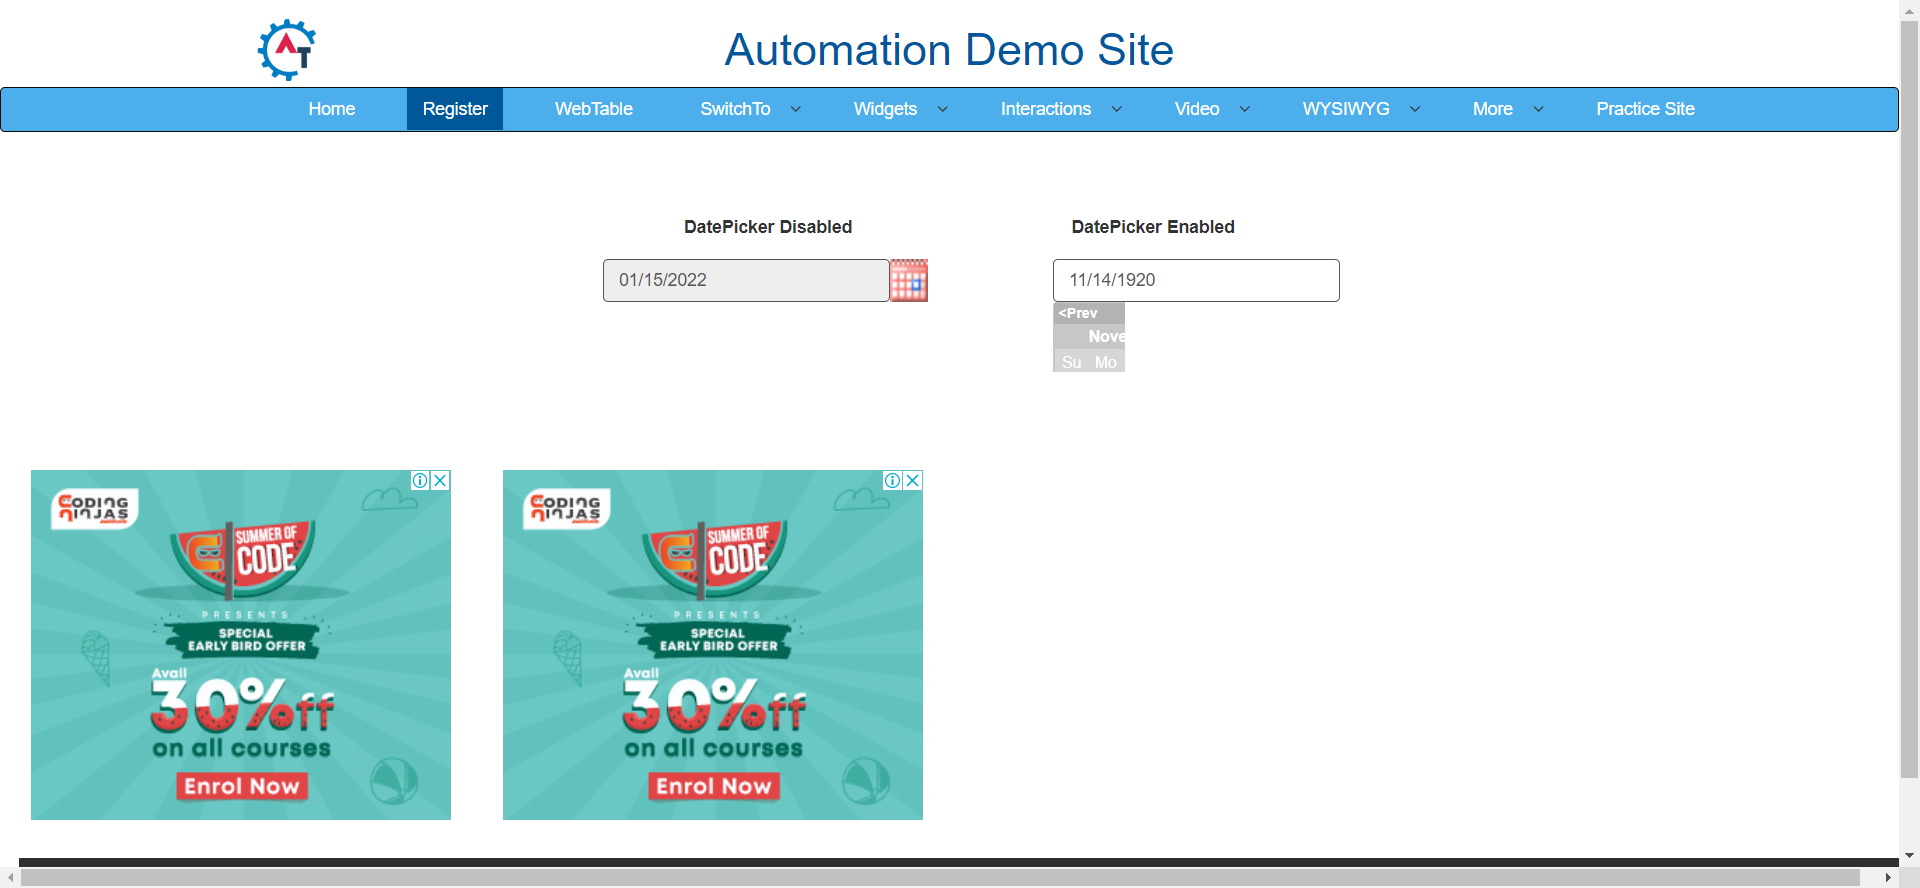 AT
Automation Demo Site
Home Register WebTable SwitchTo Widgets Interactions Video WYSIWYG More Practice Site
DatePicker Disabled DatePicker Enabled
01/15/2022 11/14/1920
<Prev
Nove
Su Mo
CODING
NINJAS
SUMMER OF
CODE
PRESENTS
SPECIAL
EARLY BIRD OFFER
Avail
30% off
on all courses
Enrol Now
CODING
NINJAS
SUMMER OF
CODE
PRESENTS
SPECIAL
EARLY BIRD OFFER
Avail
30% off
on all courses
Enrol Now